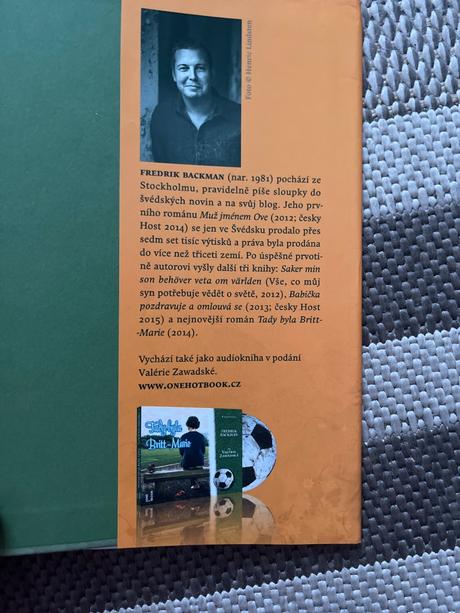 Foto © Henric Lindsten
FREDRIK BACKMAN (nar. 1981) pochází ze
Stockholmu, pravidelně píše sloupky do
švédských novin a na svůj blog. Jeho prv-
ního románu Muž jménem Ove (2012; česky
Host 2014) se jen ve Švédsku prodalo přes
sedm set tisíc výtisků a práva byla prodána
do více než třiceti zemí. Po úspěšné prvoti-
ně autorovi vyšly další tři knihy: Saker min
son behöver veta om världen (Vše, co můj
syn potřebuje vědět o světě, 2012), Babička
pozdravuje a omlouvá se (2013; česky Host
2015) a nejnovější román Tady byla Britt-
-Marie (2014).
Vychází také jako audiokniha v podání
Valérie Zawadské.
WWW.ONEHOTBOOK.CZ
Tady byla
Britt-Marie
FREDRIK
BACKMAN
VALÉRIE
ZAWADSKÁ